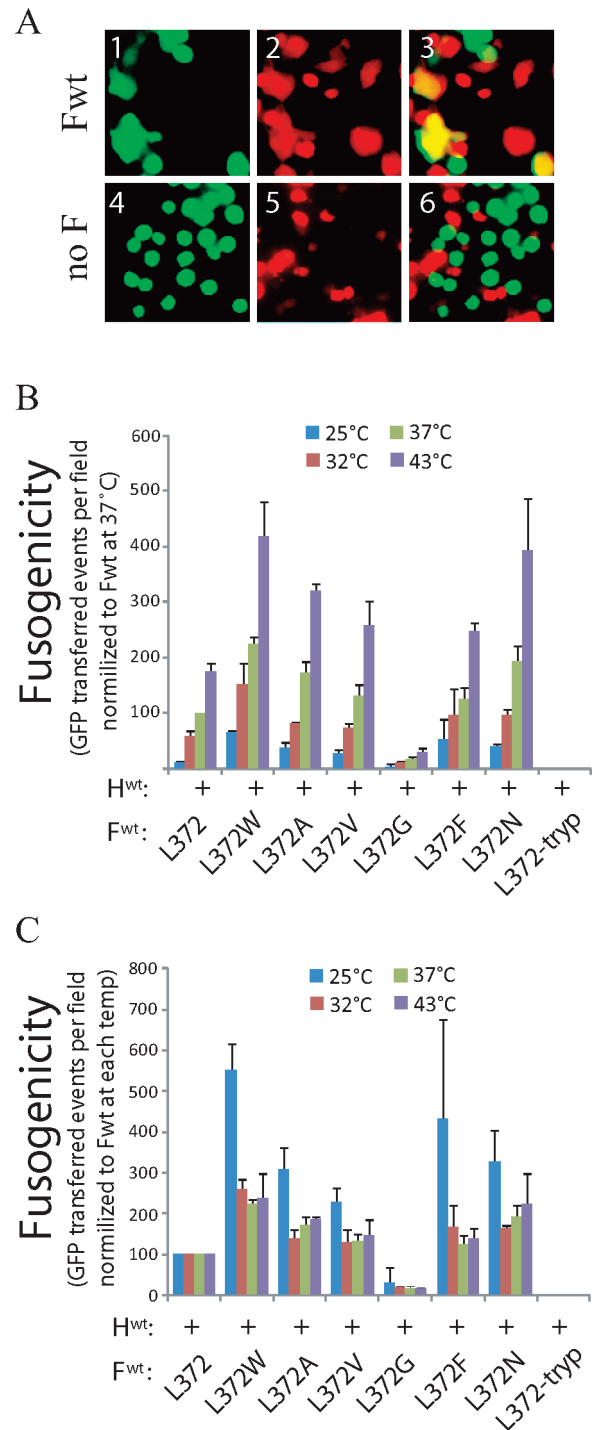 A
Fwt
1 2 3
no F
4 5 6
B
Fusogenicity
(GFP transferred events per field
normilized to Fwt at 37˚C)
25°C 37°C
32°C 43°C
600
500
400
300
200
100
Hwt: + + + + + + + +
Fwt: L372 L372W L372A L372V L372G L372F L372N L372-tryp
C
Fusogenicity
(GFP transferred events per field
normlized to Fwt at each temp)
25°C 37°C
32°C 43°C
800
700
600
500
400
300
200
100
0
Hwt: + + + + + + + +
Fwt: L372 L372W L372A L372V L372G L372F L372N L372-tryp